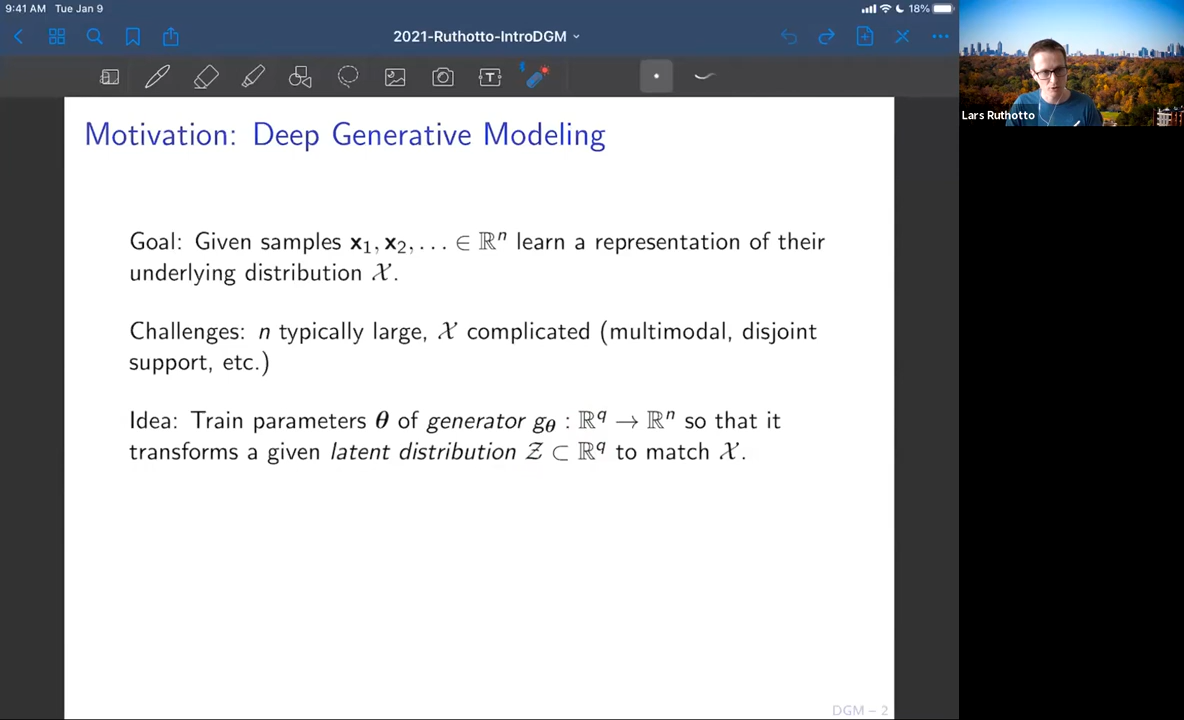 9:41 AM Tue Jan 9
18%
2021-Ruthotto-IntroDGM
T
Lars Ruthotto
Motivation: Deep Generative Modeling
Goal: Given samples 𝐱₁, 𝐱₂, … ∈ ℝⁿ learn a representation of their
underlying distribution 𝒳.
Challenges: n typically large, 𝒳 complicated (multimodal, disjoint
support, etc.)
Idea: Train parameters θ of generator g_θ : ℝ^q → ℝⁿ so that it
transforms a given latent distribution 𝒵 ⊂ ℝ^q to match 𝒳.
DGM – 2